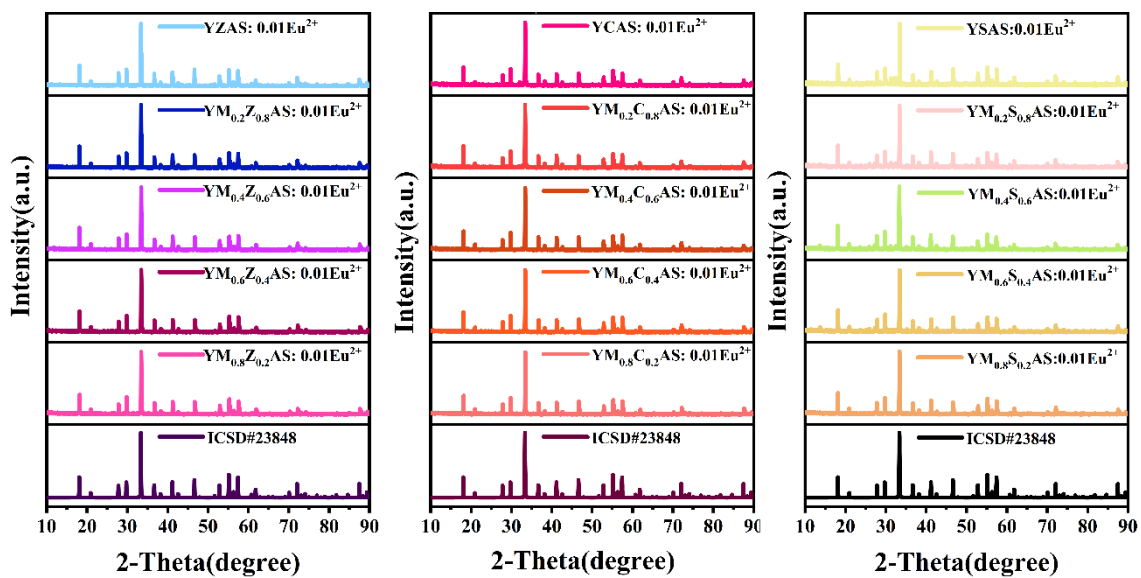 Intensity(a.u.)
YZAS: 0.01Eu²⁺
YM₀.₂Z₀.₈AS: 0.01Eu²⁺
YM₀.₄Z₀.₆AS: 0.01Eu²⁺
YM₀.₆Z₀.₄AS: 0.01Eu²⁺
YM₀.₈Z₀.₂AS: 0.01Eu²⁺
ICSD#23848
10 20 30 40 50 60 70 80 90
2-Theta(degree)
Intensity(a.u.)
YCAS: 0.01Eu²⁺
YM₀.₂C₀.₈AS: 0.01Eu²⁺
YM₀.₄C₀.₆AS: 0.01Eu²⁺
YM₀.₆C₀.₄AS: 0.01Eu²⁺
YM₀.₈C₀.₂AS: 0.01Eu²⁺
ICSD#23848
10 20 30 40 50 60 70 80 90
2-Theta(degree)
Intensity(a.u.)
YSAS:0.01Eu²⁺
YM₀.₂S₀.₈AS:0.01Eu²⁺
YM₀.₄S₀.₆AS:0.01Eu²⁺
YM₀.₆S₀.₄AS:0.01Eu²⁺
YM₀.₈S₀.₂AS:0.01Eu²⁺
ICSD#23848
10 20 30 40 50 60 70 80 90
2-Theta(degree)